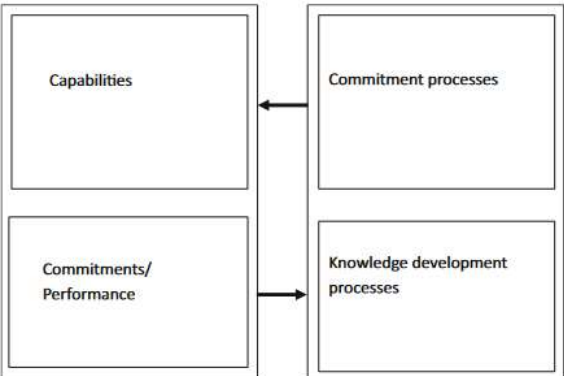 Capabilities
Commitment processes
Commitments/
Performance
Knowledge development
processes